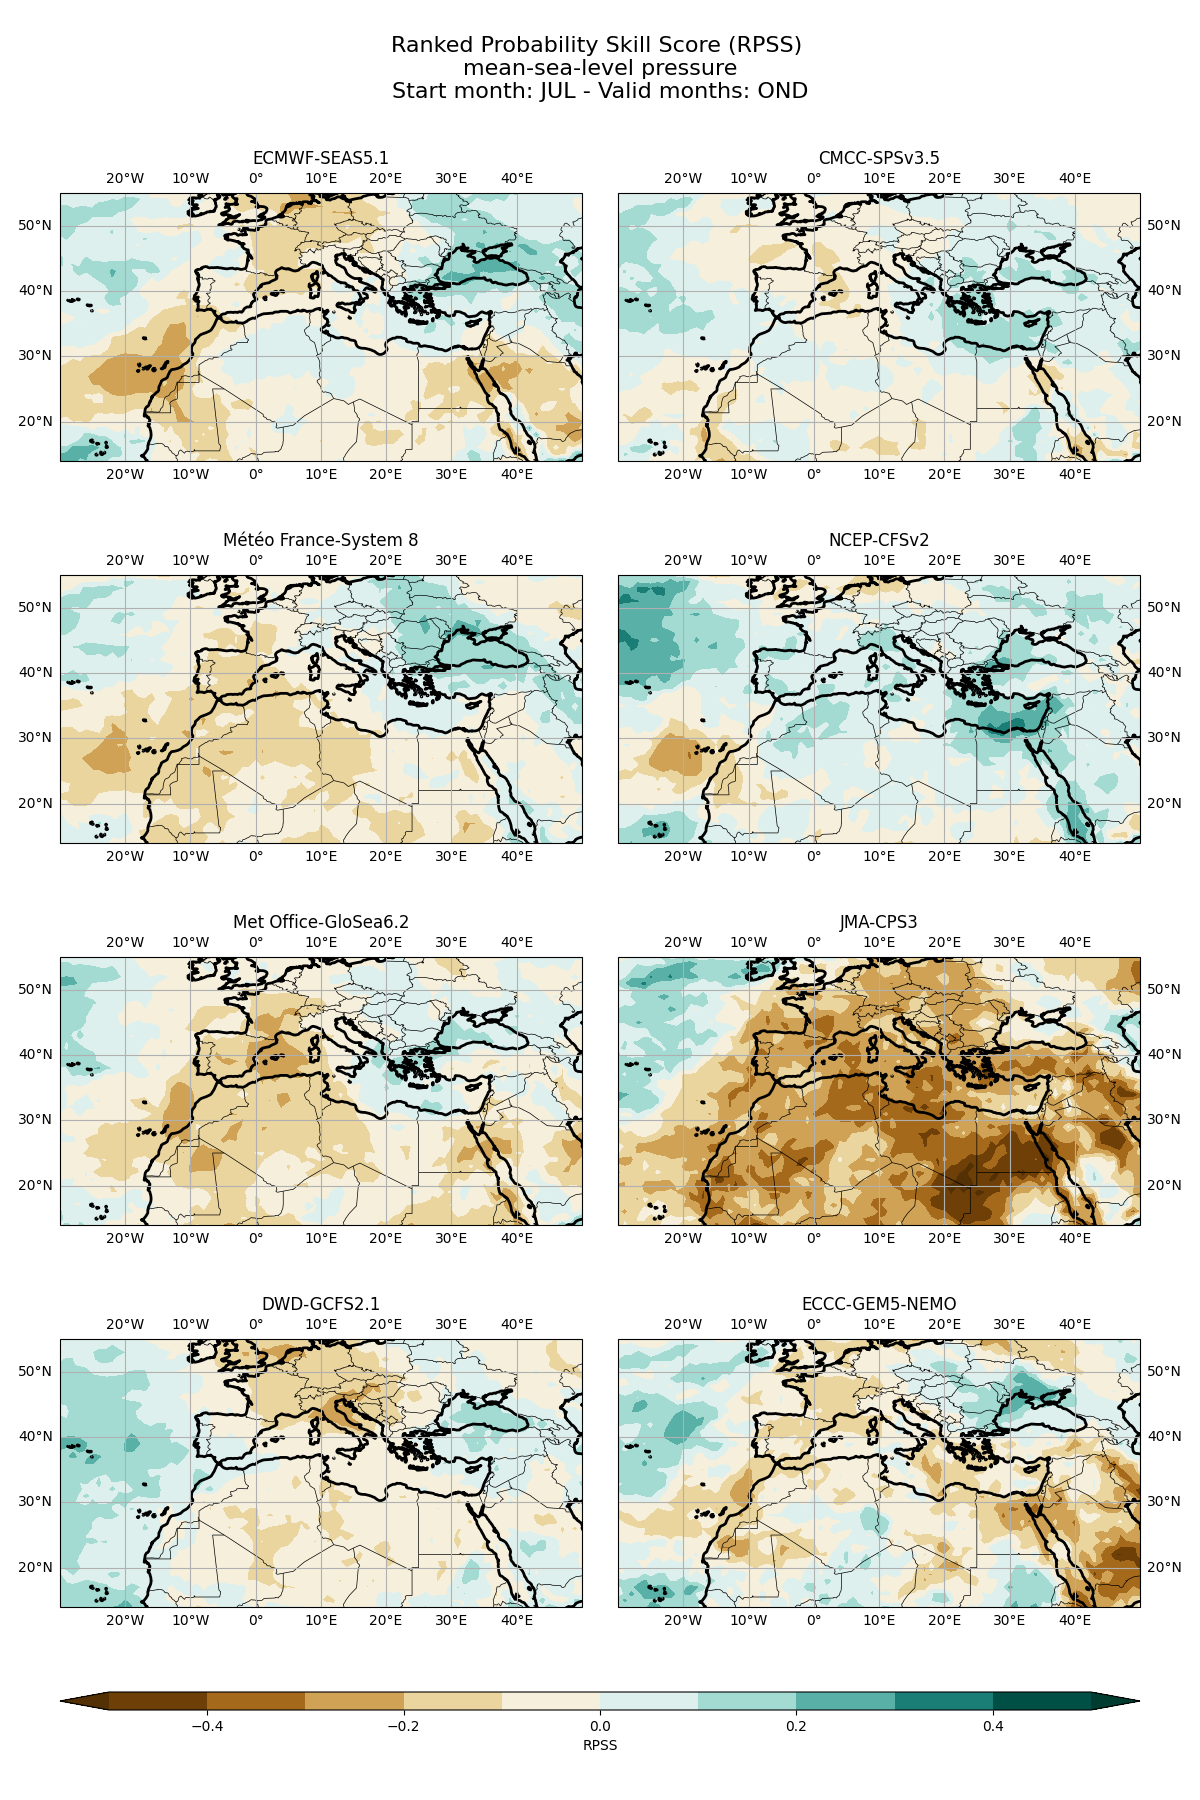 Ranked Probability Skill Score (RPSS)
mean-sea-level pressure
Start month: JUL - Valid months: OND
ECMWF-SEAS5.1
20°W 10°W 0° 10°E 20°E 30°E 40°E
50°N
40°N
30°N
20°N
20°W 10°W 0° 10°E 20°E 30°E 40°E
CMCC-SPSv3.5
20°W 10°W 0° 10°E 20°E 30°E 40°E
50°N
40°N
30°N
20°N
20°W 10°W 0° 10°E 20°E 30°E 40°E
Météo France-System 8
20°W 10°W 0° 10°E 20°E 30°E 40°E
50°N
40°N
30°N
20°N
20°W 10°W 0° 10°E 20°E 30°E 40°E
NCEP-CFSv2
20°W 10°W 0° 10°E 20°E 30°E 40°E
50°N
40°N
30°N
20°N
20°W 10°W 0° 10°E 20°E 30°E 40°E
Met Office-GloSea6.2
20°W 10°W 0° 10°E 20°E 30°E 40°E
50°N
40°N
30°N
20°N
20°W 10°W 0° 10°E 20°E 30°E 40°E
JMA-CPS3
20°W 10°W 0° 10°E 20°E 30°E 40°E
50°N
40°N
30°N
20°N
20°W 10°W 0° 10°E 20°E 30°E 40°E
DWD-GCFS2.1
20°W 10°W 0° 10°E 20°E 30°E 40°E
50°N
40°N
30°N
20°N
20°W 10°W 0° 10°E 20°E 30°E 40°E
ECCC-GEM5-NEMO
20°W 10°W 0° 10°E 20°E 30°E 40°E
50°N
40°N
30°N
20°N
20°W 10°W 0° 10°E 20°E 30°E 40°E
−0.4 −0.2 0.0 0.2 0.4
RPSS